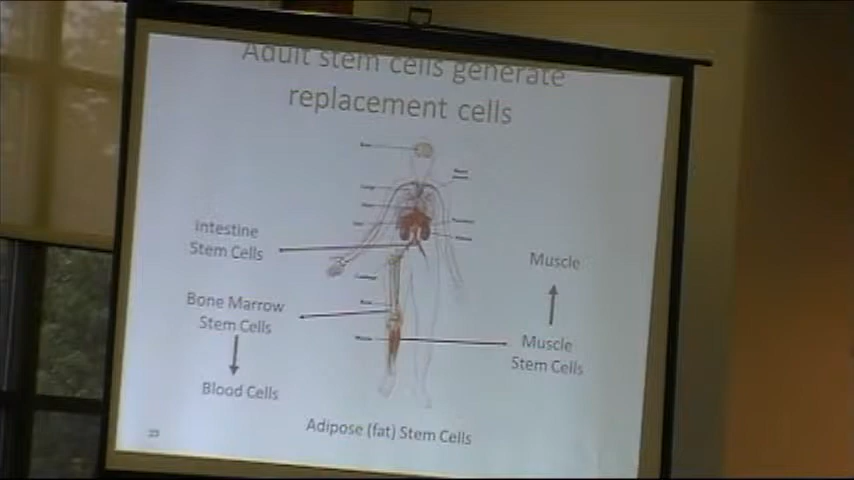 Adult stem cells generate
replacement cells
Intestine
Stem Cells
Bone Marrow
Stem Cells
Blood Cells
Muscle
Muscle
Stem Cells
Adipose (fat) Stem Cells
23